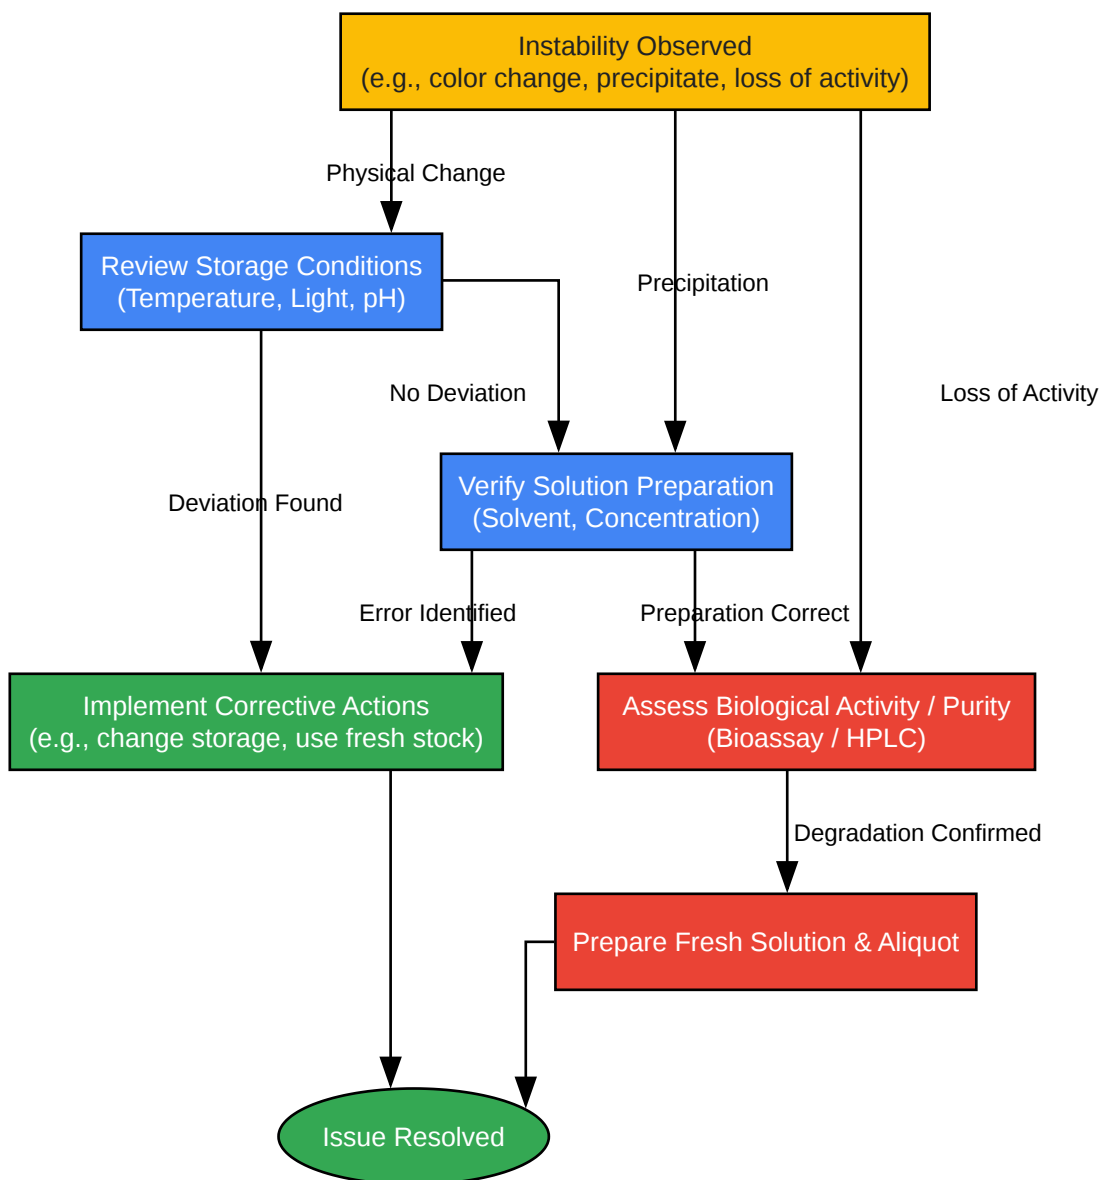 Instability Observed
(e.g., color change, precipitate, loss of activity)
Physical Change
Review Storage Conditions
(Temperature, Light, pH)
Precipitation
No Deviation
Loss of Activity
Verify Solution Preparation
(Solvent, Concentration)
Deviation Found
Error Identified
Preparation Correct
Implement Corrective Actions
(e.g., change storage, use fresh stock)
Assess Biological Activity / Purity
(Bioassay / HPLC)
Degradation Confirmed
Prepare Fresh Solution & Aliquot
Issue Resolved